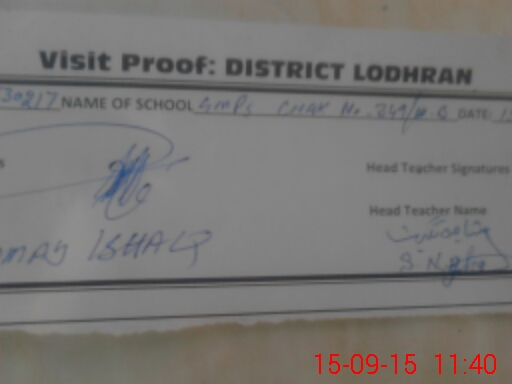 Visit Proof: DISTRICT LODHRAN
30217 NAME OF SCHOOL GMPS CHAK No. 349/W.B DATE: 15
Head Teacher Signatures
Head Teacher Name
ISHAQ
15-09-15 11:40